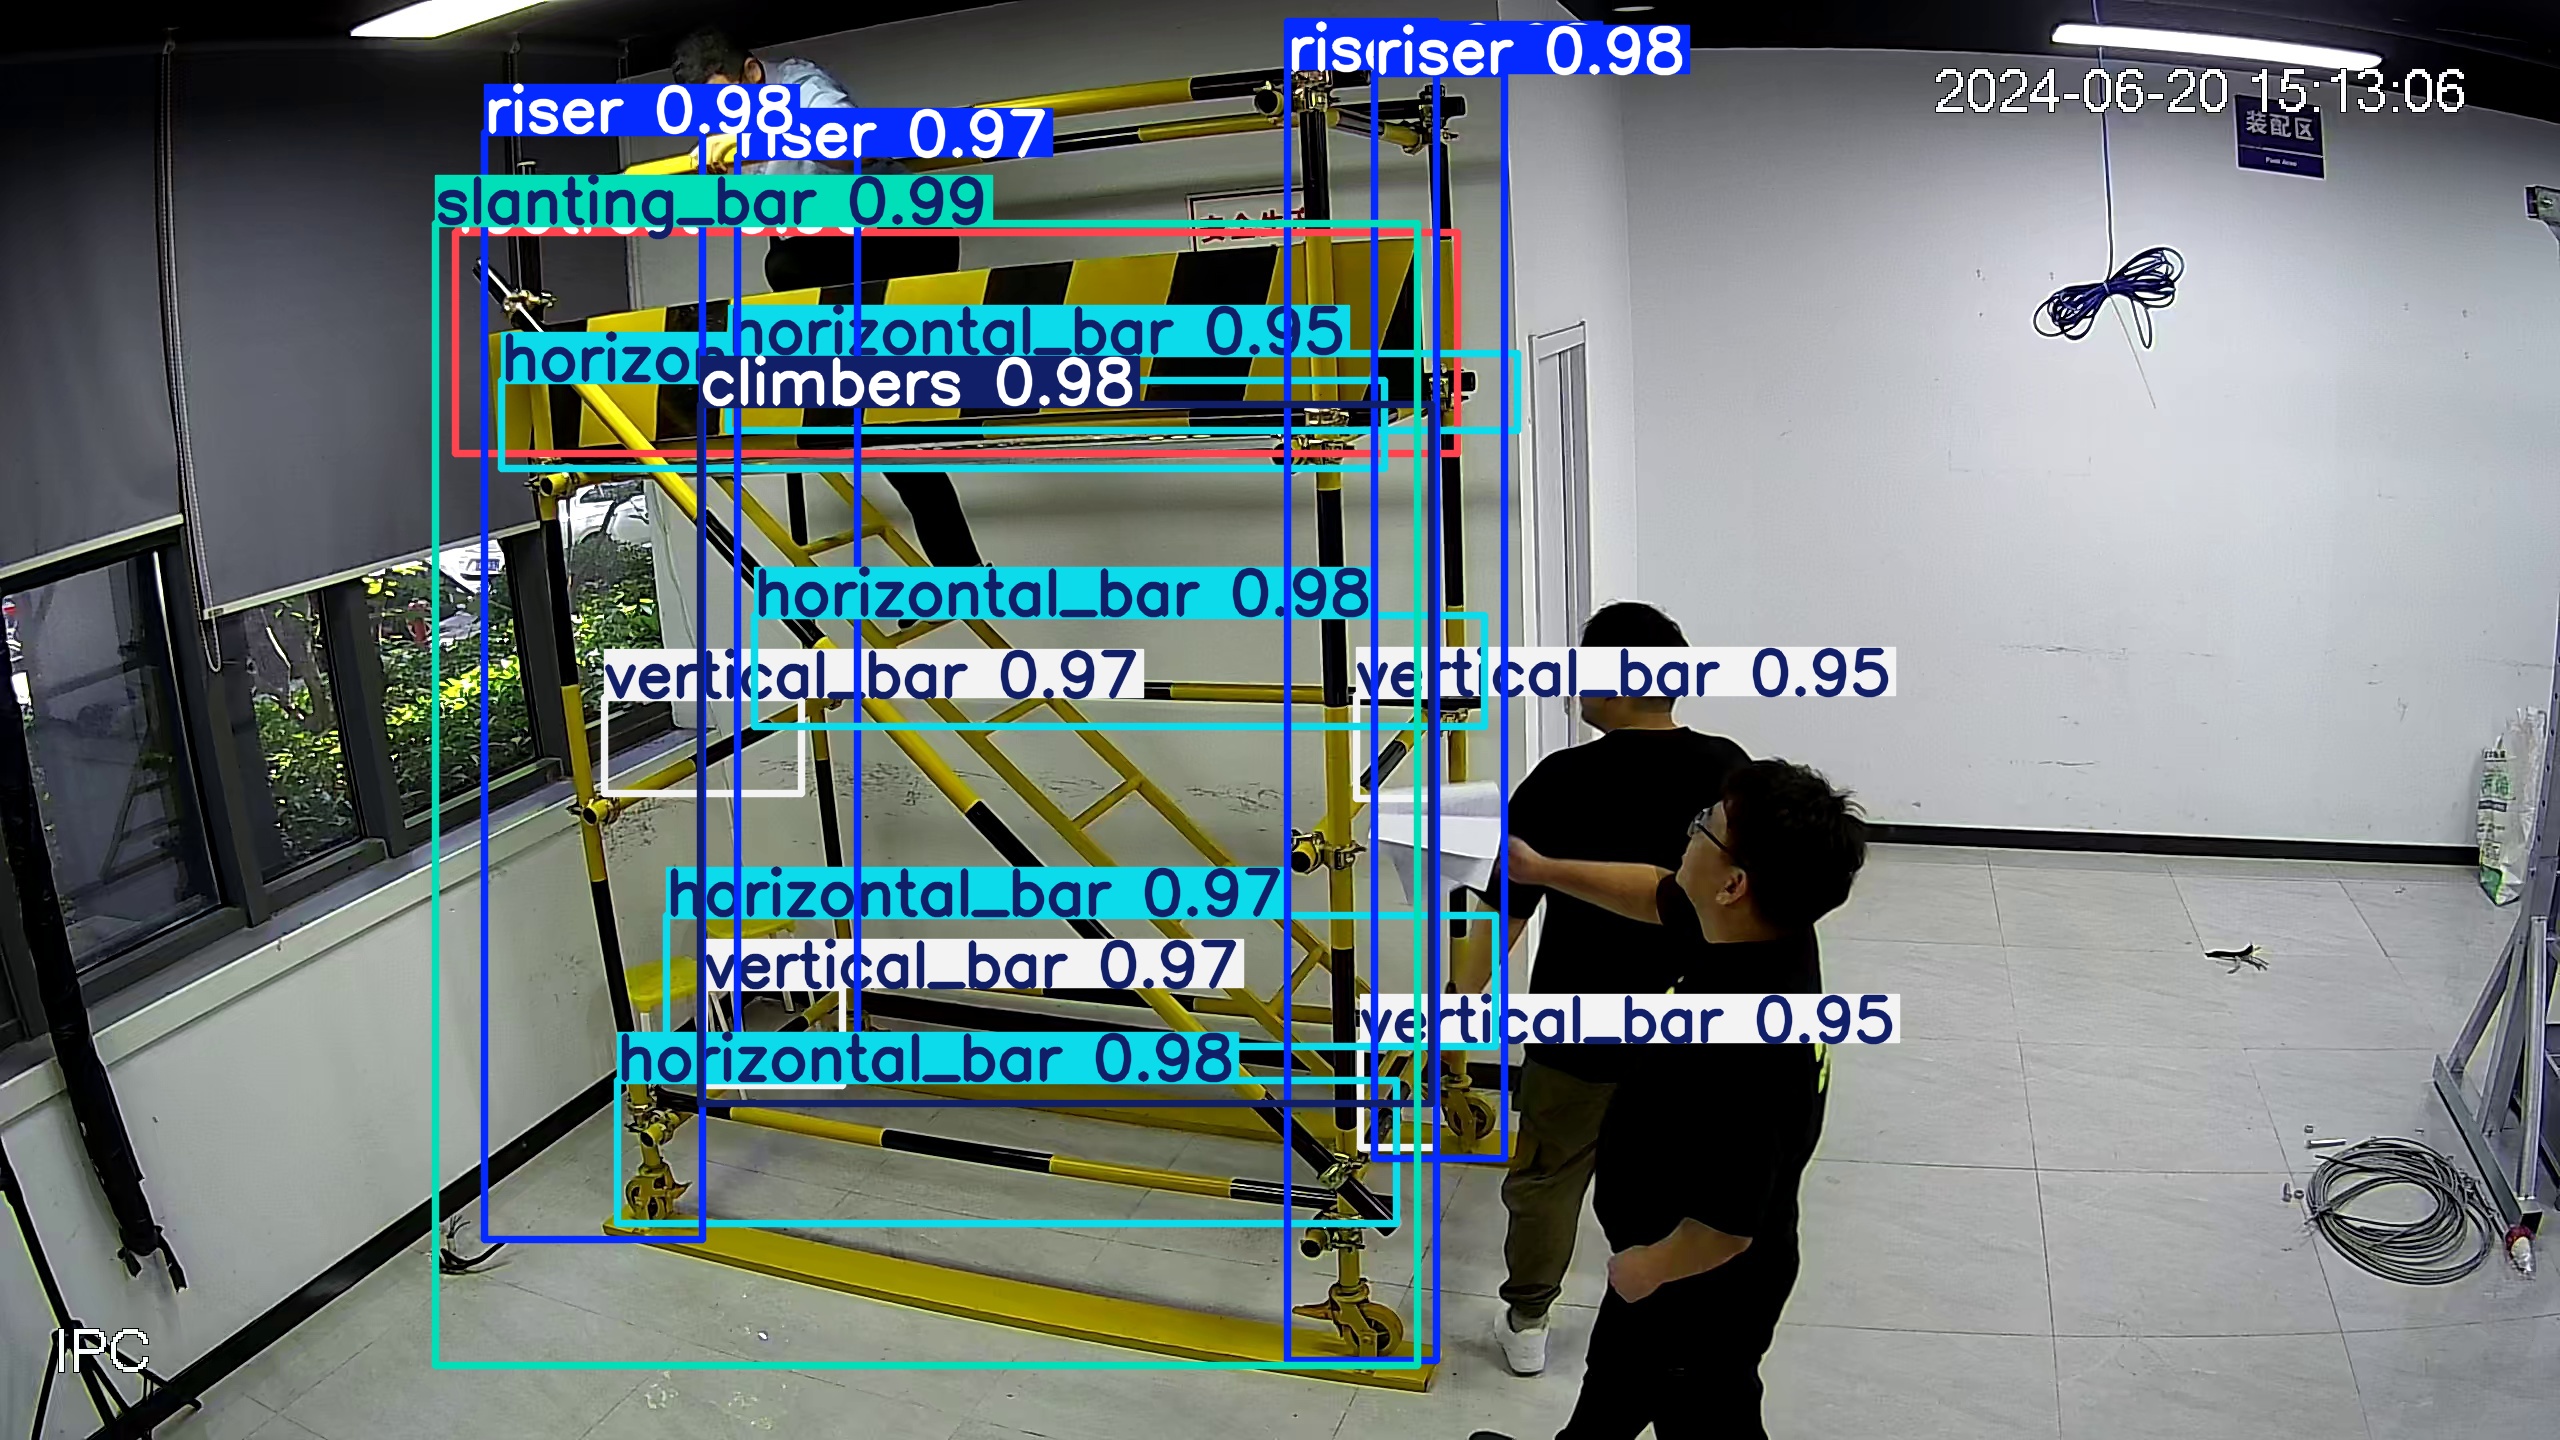 riser 0.98
2024-06-20 15:13:06
riser 0.98
riser 0.97
装配区
slanting_bar 0.99
horizontal_bar 0.95
climbers 0.98
horizontal_bar 0.98
vertical_bar 0.97
vertical_bar 0.95
horizontal_bar 0.97
vertical_bar 0.97
vertical_bar 0.95
horizontal_bar 0.98
IPC